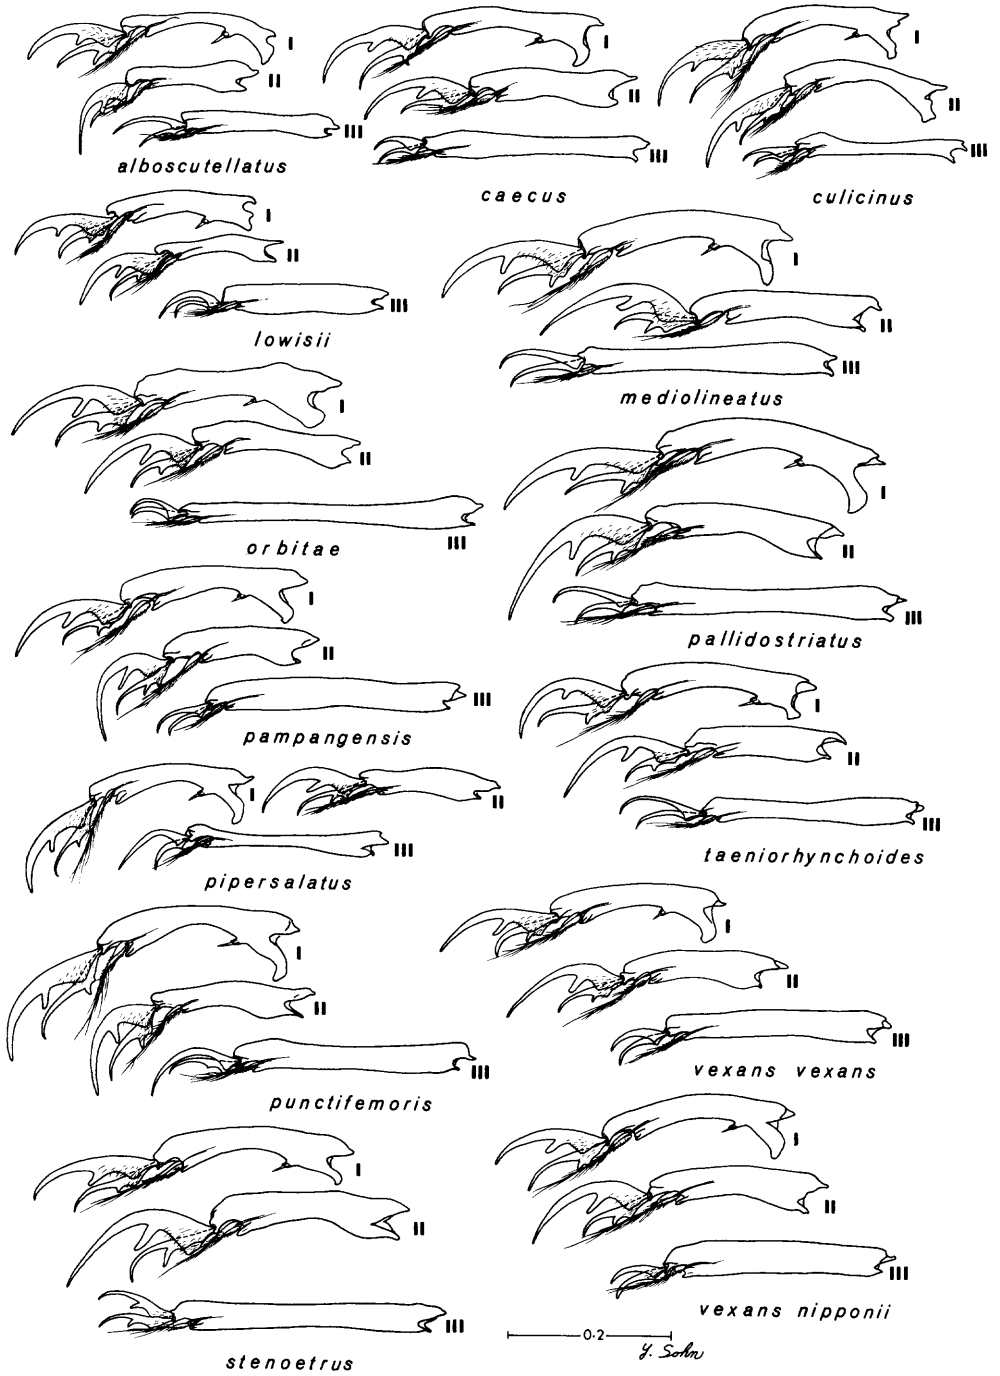 I
II
III
alboscutellatus
I
II
III
caecus
I
II
III
culicinus
I
II
III
lowisii
I
II
III
mediolineatus
I
II
III
orbitae
I
II
III
pallidostriatus
I
II
III
pampangensis
I
II
III
taeniorhynchoides
I
II
III
pipersalatus
I
II
III
vexans vexans
I
II
III
punctifemoris
I
II
III
vexans nipponii
I
II
III
stenoetrus
0·2
Y. Sohn